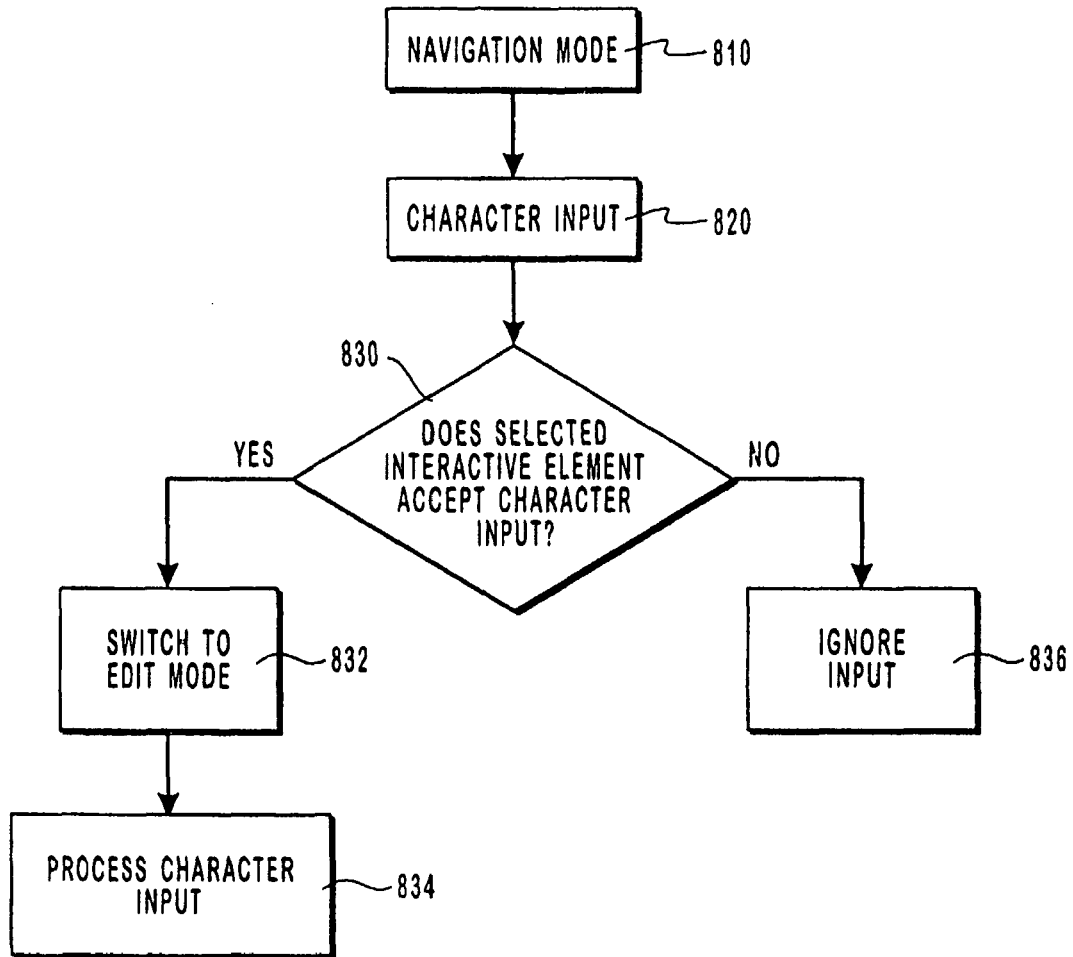 NAVIGATION MODE
810
CHARACTER INPUT
820
830
DOES SELECTED
INTERACTIVE ELEMENT
ACCEPT CHARACTER
INPUT?
YES
NO
SWITCH TO
EDIT MODE
832
IGNORE
INPUT
836
PROCESS CHARACTER
INPUT
834